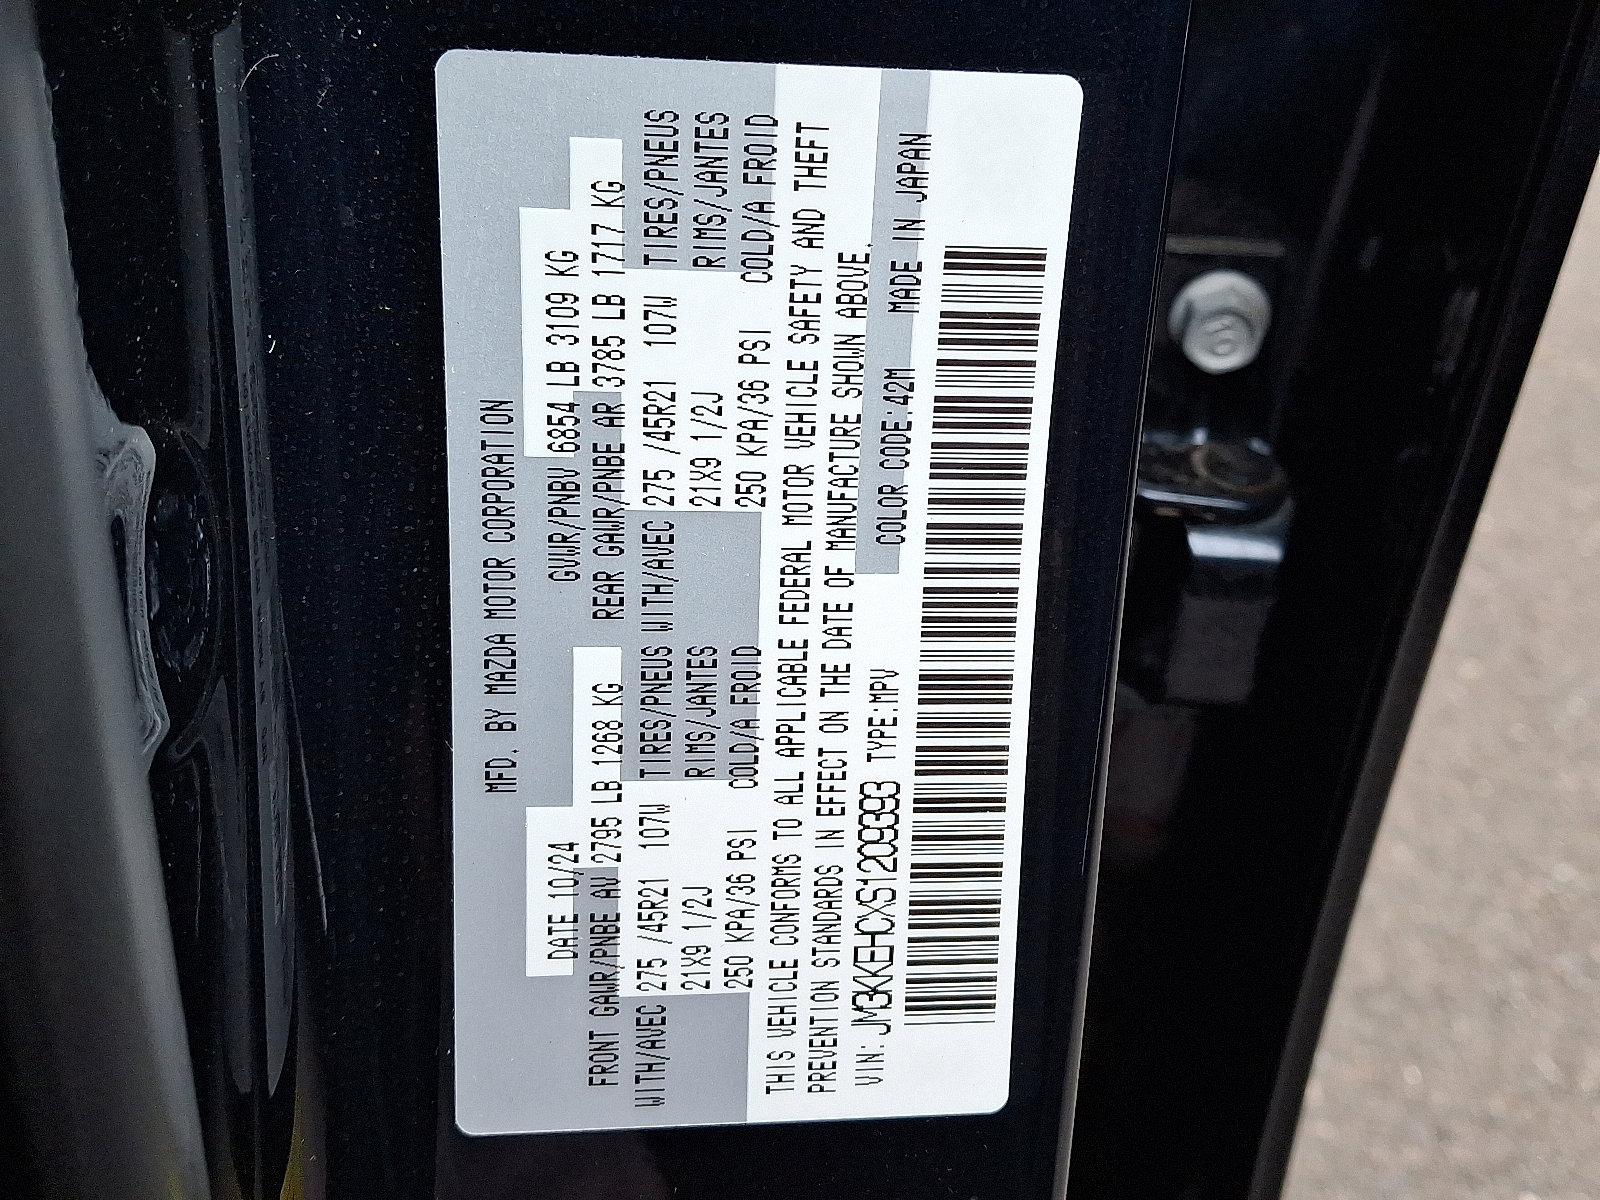 MFD. BY MAZDA MOTOR CORPORATION
DATE 10/24 GVWR/PNBV 6854 LB 3109 KG
FRONT GAWR/PNBE AV 2795 LB 1268 KG REAR GAWR/PNBE AR 3785 LB 1717 KG
WITH/AVEC 275 /45R21 107W TIRES/PNEUS WITH/AVEC 275 /45R21 107W TIRES/PNEUS
21X9 1/2J RIMS/JANTES 21X9 1/2J RIMS/JANTES
250 KPA/36 PSI COLD/A FROID 250 KPA/36 PSI COLD/A FROID
THIS VEHICLE CONFORMS TO ALL APPLICABLE FEDERAL MOTOR VEHICLE SAFETY AND THEFT
PREVENTION STANDARDS IN EFFECT ON THE DATE OF MANUFACTURE SHOWN ABOVE.
VIN: JM3KKEHCXS1209393 TYPE:MPV COLOR CODE:42M MADE IN JAPAN